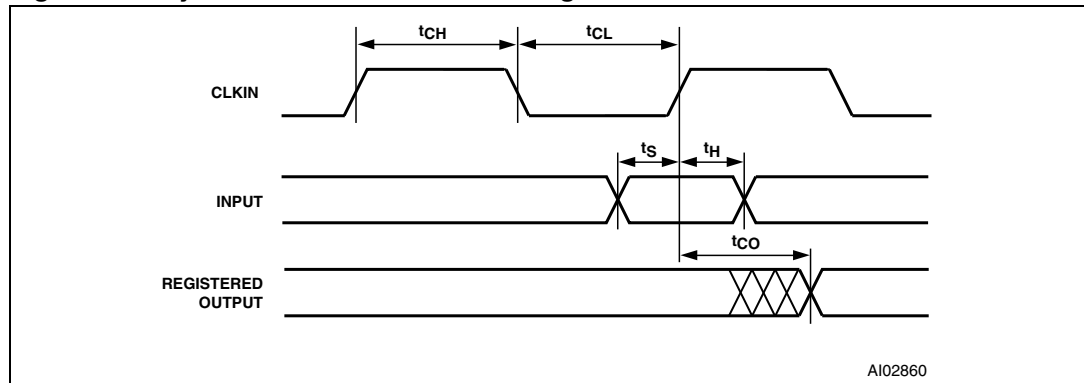 tCH
tCL
CLKIN
tS
tH
INPUT
tCO
REGISTERED
OUTPUT
AI02860